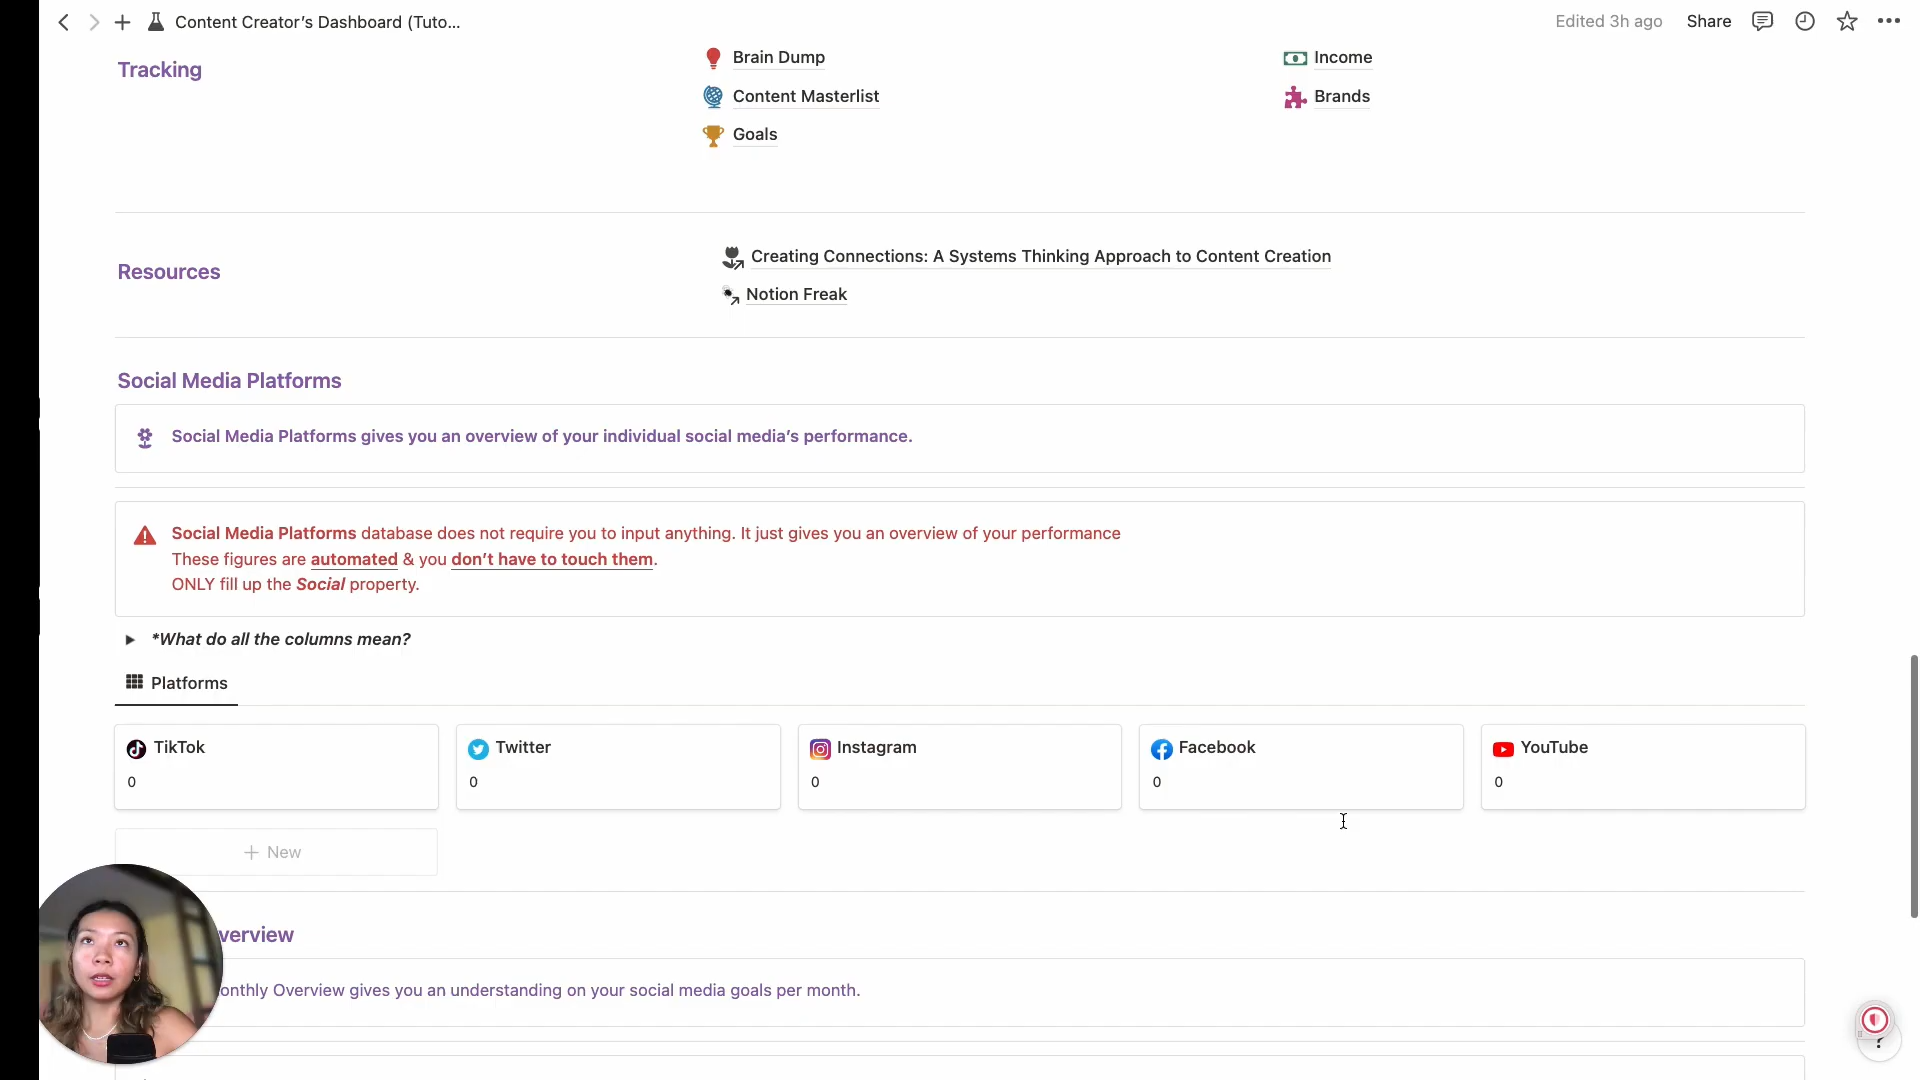 Content Creator’s Dashboard (Tuto...
Edited 3h ago
Share
Tracking
Brain Dump
Content Masterlist
Goals
Income
Brands
Resources
Creating Connections: A Systems Thinking Approach to Content Creation
Notion Freak
Social Media Platforms
Social Media Platforms gives you an overview of your individual social media’s performance.
Social Media Platforms database does not require you to input anything. It just gives you an overview of your performance
These figures are automated & you don’t have to touch them.
ONLY fill up the Social property.
*What do all the columns mean?
Platforms
TikTok
0
Twitter
0
Instagram
0
Facebook
0
YouTube
0
+ New
verview
onthly Overview gives you an understanding on your social media goals per month.
?